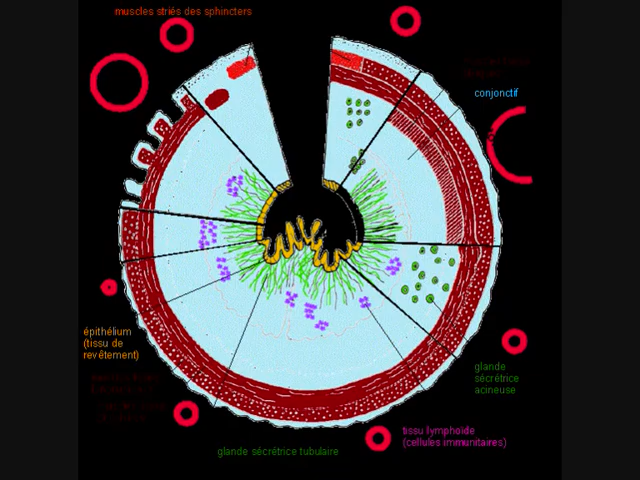 muscles striés des sphincters
conjonctif
épithélium
(tissu de
revêtement)
glande
sécrétrice
acineuse
tissu lymphoïde
(cellules immunitaires)
glande sécrétrice tubulaire